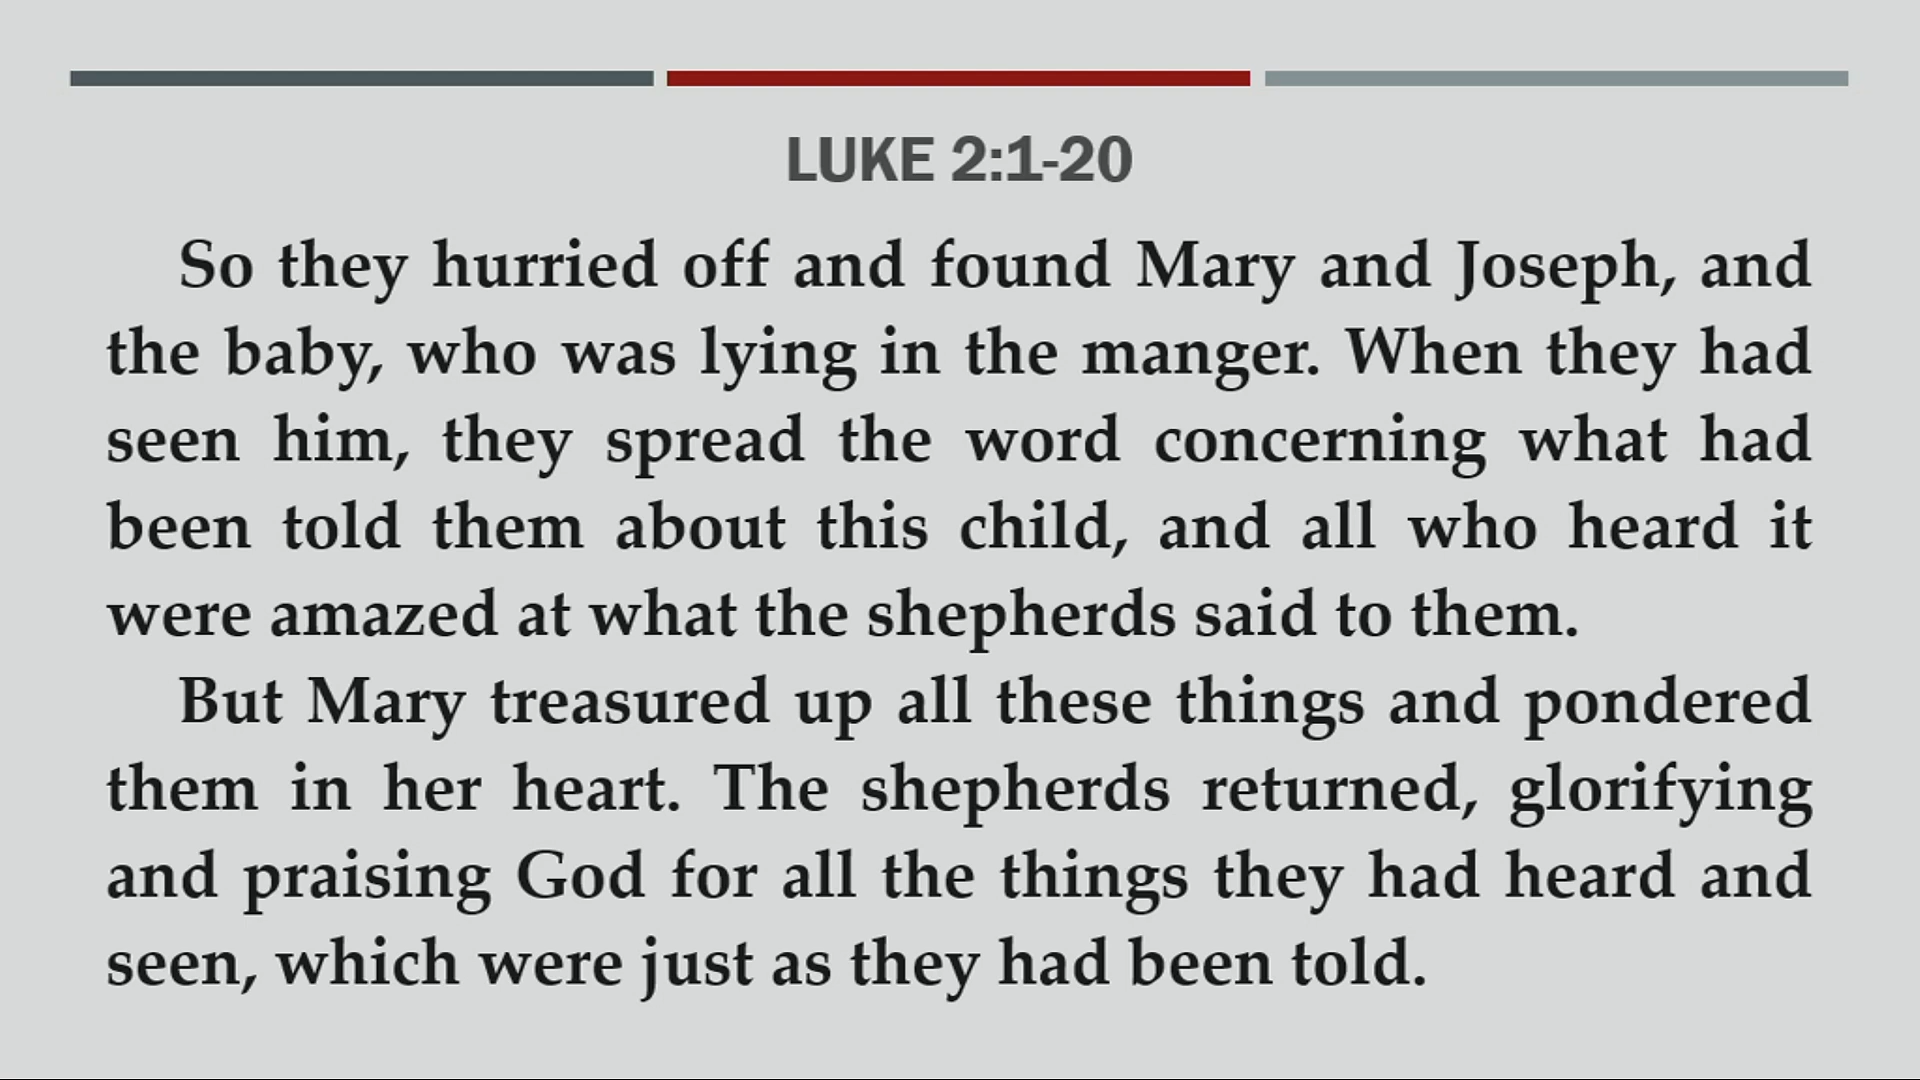 LUKE 2:1-20
So they hurried off and found Mary and Joseph, and
the baby, who was lying in the manger. When they had
seen him, they spread the word concerning what had
been told them about this child, and all who heard it
were amazed at what the shepherds said to them.
But Mary treasured up all these things and pondered
them in her heart. The shepherds returned, glorifying
and praising God for all the things they had heard and
seen, which were just as they had been told.